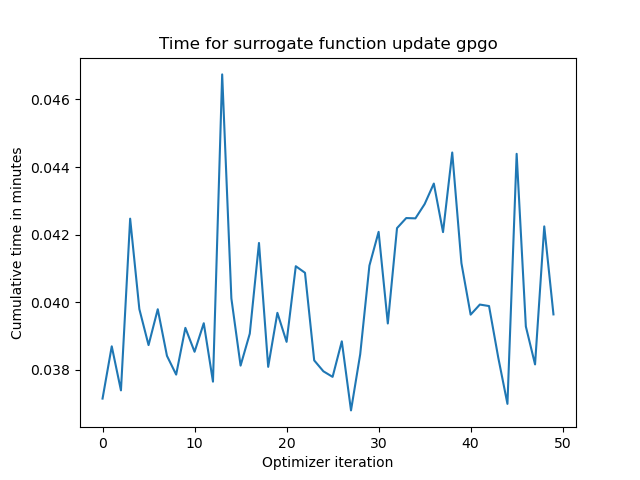 Time for surrogate function update gpgo
Cumulative time in minutes
0.046
0.044
0.042
0.040
0.038
0 10 20 30 40 50
Optimizer iteration